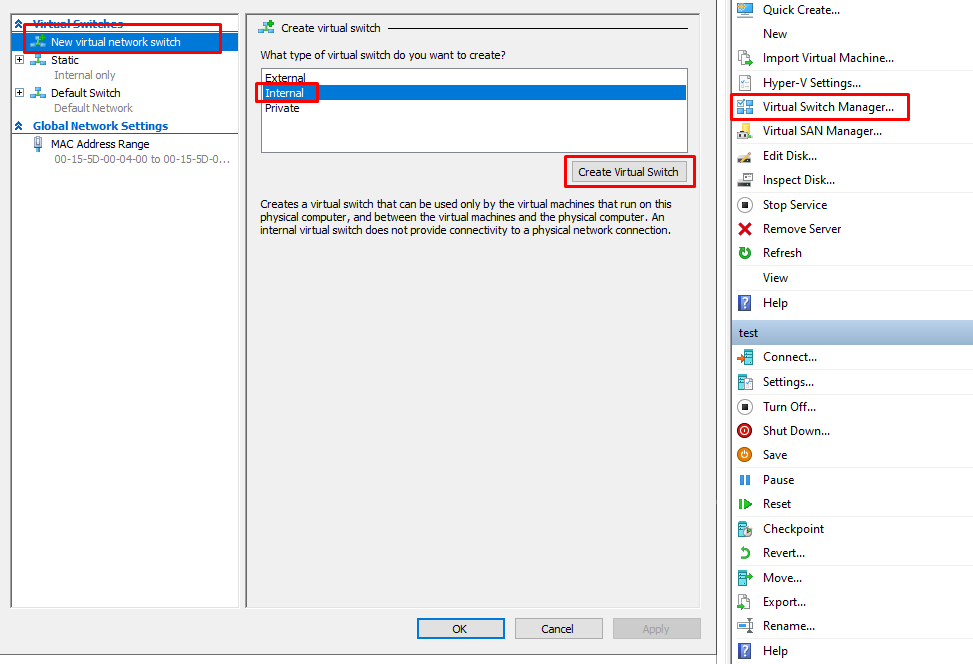 Virtual Switches
New virtual network switch
Static
Internal only
Default Switch
Default Network
Global Network Settings
MAC Address Range
00-15-5D-00-04-00 to 00-15-5D-0...
Create virtual switch
What type of virtual switch do you want to create?
External
Internal
Private
Create Virtual Switch
Creates a virtual switch that can be used only by the virtual machines that run on this
physical computer, and between the virtual machines and the physical computer. An
internal virtual switch does not provide connectivity to a physical network connection.
OK
Cancel
Apply
Quick Create...
New
Import Virtual Machine...
Hyper-V Settings...
Virtual Switch Manager...
Virtual SAN Manager...
Edit Disk...
Inspect Disk...
Stop Service
Remove Server
Refresh
View
Help
test
Connect...
Settings...
Turn Off...
Shut Down...
Save
Pause
Reset
Checkpoint
Revert...
Move...
Export...
Rename...
Help